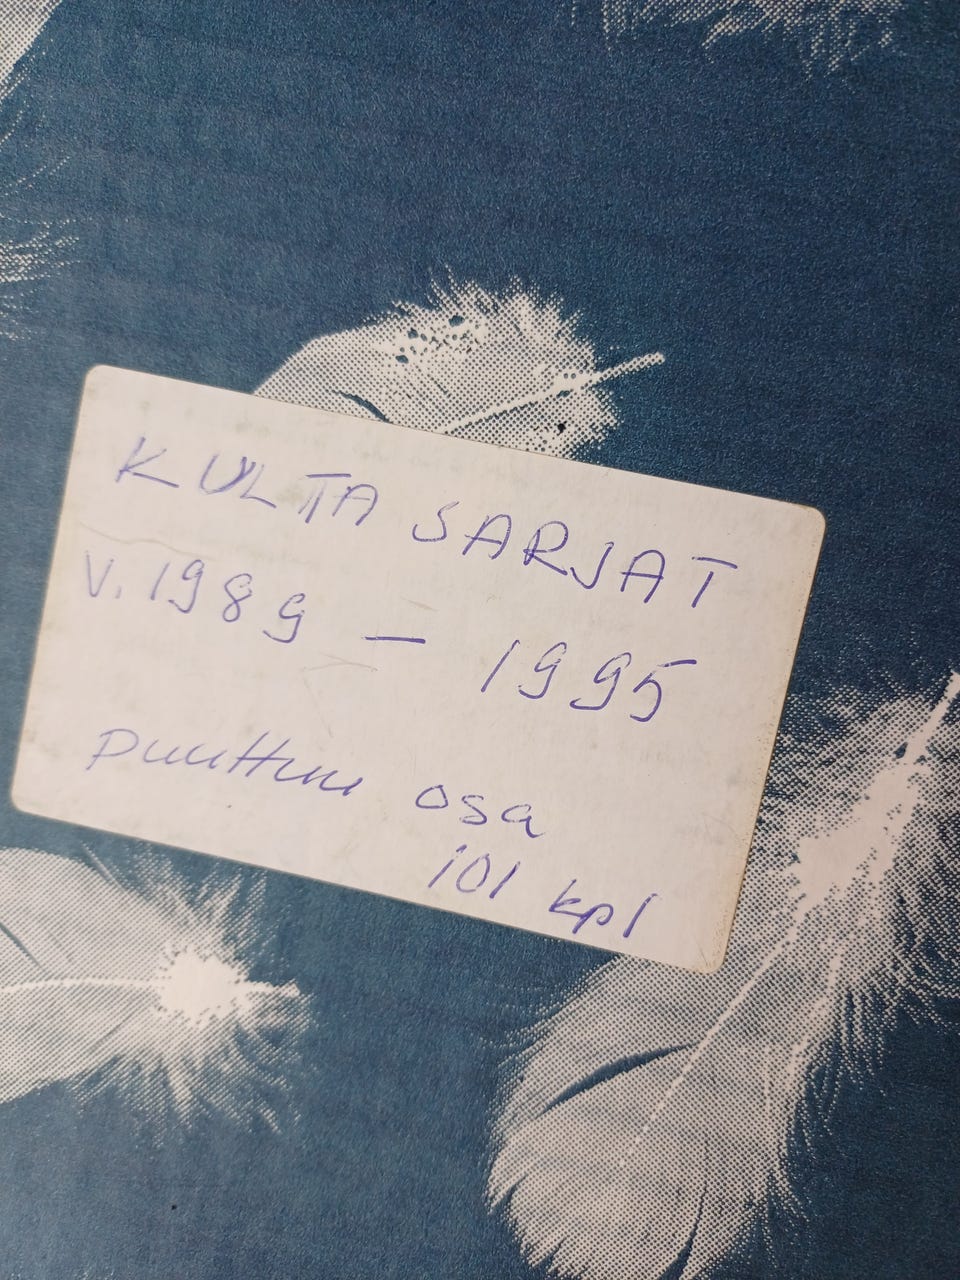 KULTA SARJAT
V. 1989 — 1995
puuttuu osa
101 kpl